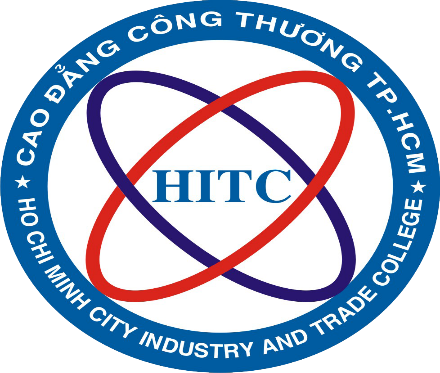 CAO ĐẲNG CÔNG THƯƠNG TP.HCM
HITC
★ HO CHI MINH CITY INDUSTRY AND TRADE COLLEGE ★